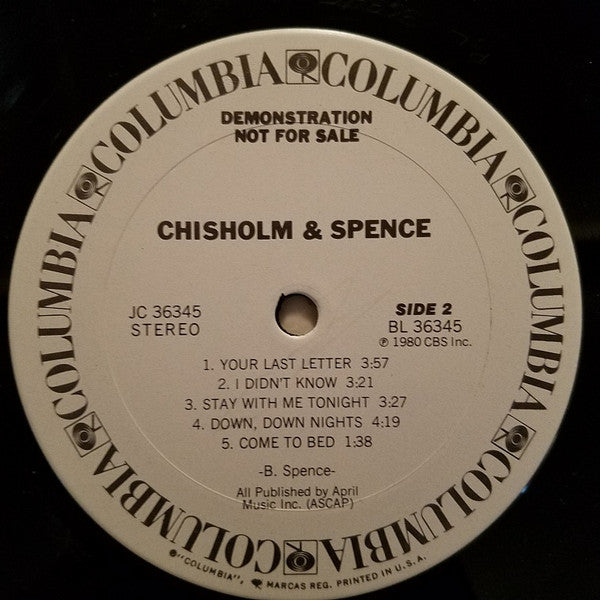 COLUMBIA COLUMBIA COLUMBIA COLUMBIA COLUMBIA COLUMBIA COLUMBIA
DEMONSTRATION
NOT FOR SALE
CHISHOLM & SPENCE
JC 36345
STEREO
SIDE 2
BL 36345
℗ 1980 CBS Inc.
1. YOUR LAST LETTER 3:57
2. I DIDN'T KNOW 3:21
3. STAY WITH ME TONIGHT 3:27
4. DOWN, DOWN NIGHTS 4:19
5. COME TO BED 1:38
-B. Spence-
All Published by April
Music Inc. (ASCAP)
® "COLUMBIA", MARCAS REG. PRINTED IN U.S.A.